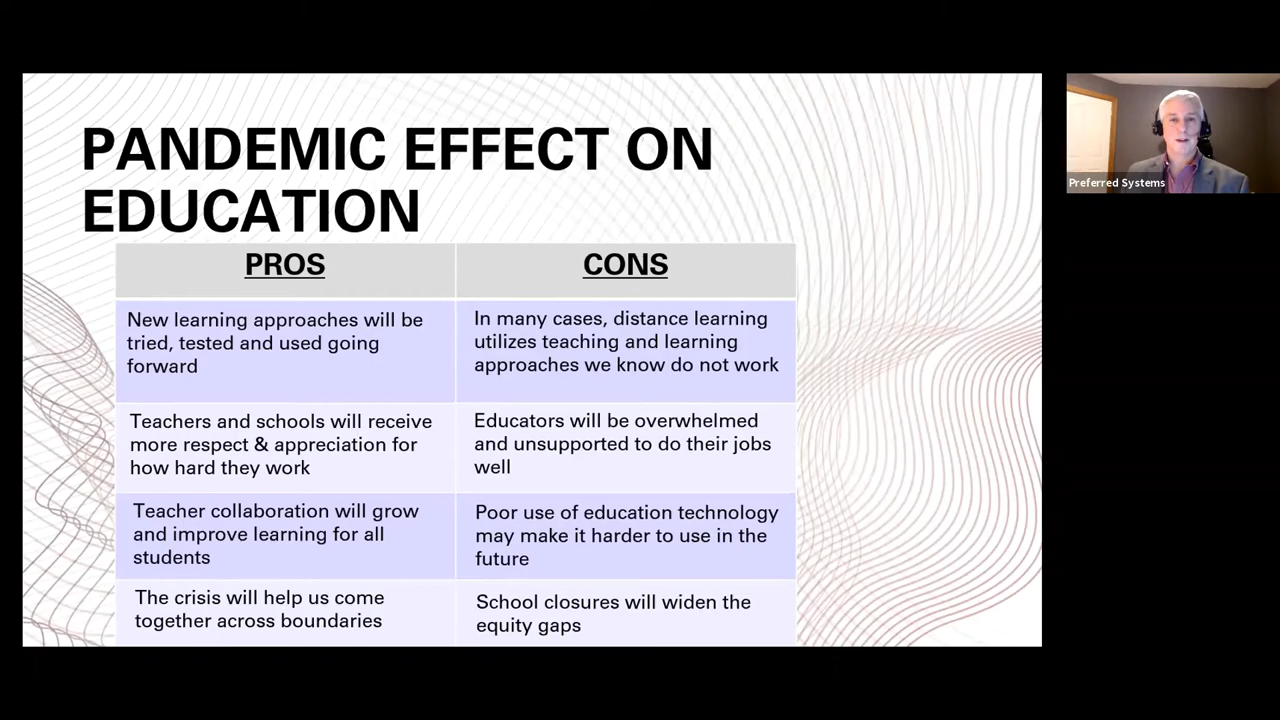 PANDEMIC EFFECT ON
EDUCATION
PROS
CONS
New learning approaches will be
tried, tested and used going
forward
In many cases, distance learning
utilizes teaching and learning
approaches we know do not work
Teachers and schools will receive
more respect & appreciation for
how hard they work
Educators will be overwhelmed
and unsupported to do their jobs
well
Teacher collaboration will grow
and improve learning for all
students
Poor use of education technology
may make it harder to use in the
future
The crisis will help us come
together across boundaries
School closures will widen the
equity gaps
Preferred Systems